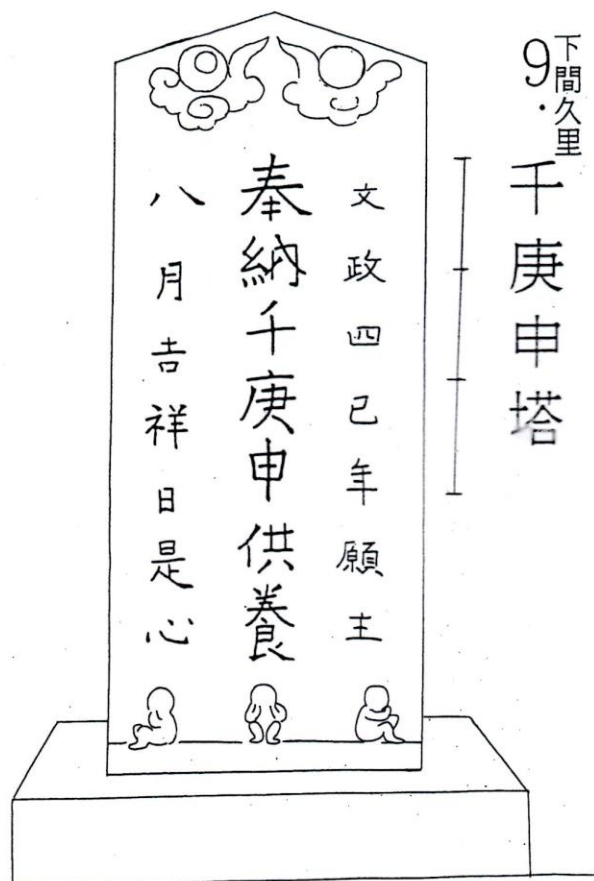 下間久里
9.
千庚申塔
文政四巳年願主
奉納千庚申供養
八月吉祥日是心